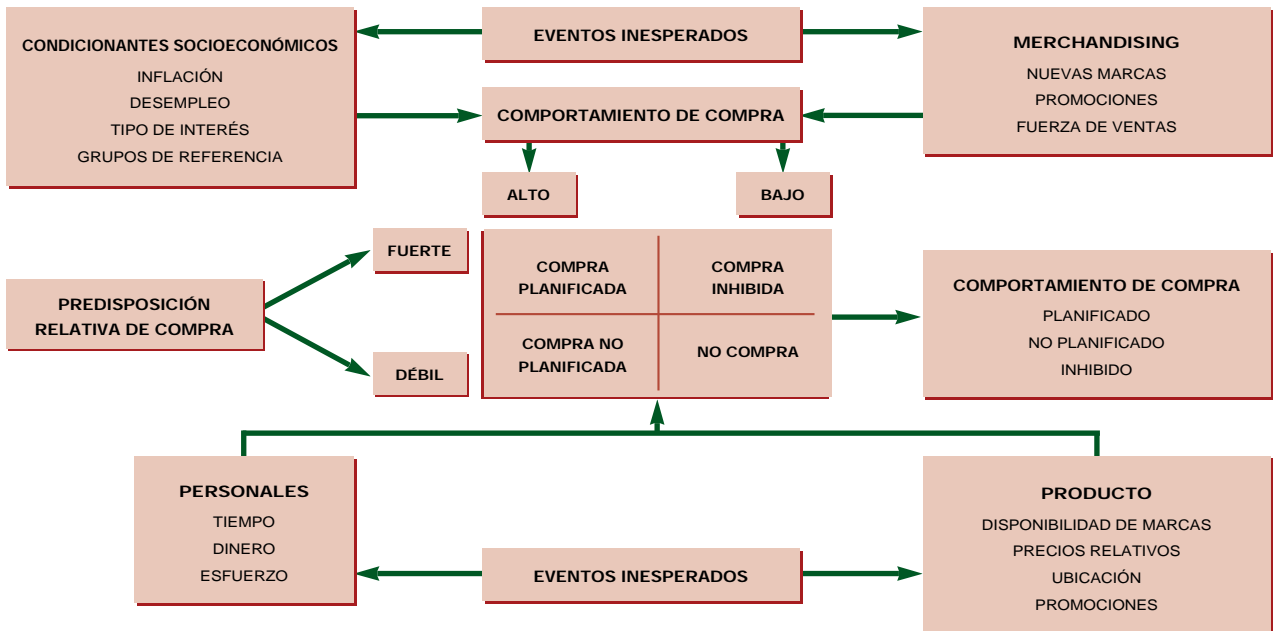 CONDICIONANTES SOCIOECONÓMICOS
INFLACIÓN
DESEMPLEO
TIPO DE INTERÉS
GRUPOS DE REFERENCIA
EVENTOS INESPERADOS
MERCHANDISING
NUEVAS MARCAS
PROMOCIONES
FUERZA DE VENTAS
COMPORTAMIENTO DE COMPRA
ALTO
BAJO
PREDISPOSICIÓN
RELATIVA DE COMPRA
FUERTE
DÉBIL
COMPRA
PLANIFICADA
COMPRA
INHIBIDA
COMPRA NO
PLANIFICADA
NO COMPRA
COMPORTAMIENTO DE COMPRA
PLANIFICADO
NO PLANIFICADO
INHIBIDO
PERSONALES
TIEMPO
DINERO
ESFUERZO
EVENTOS INESPERADOS
PRODUCTO
DISPONIBILIDAD DE MARCAS
PRECIOS RELATIVOS
UBICACIÓN
PROMOCIONES